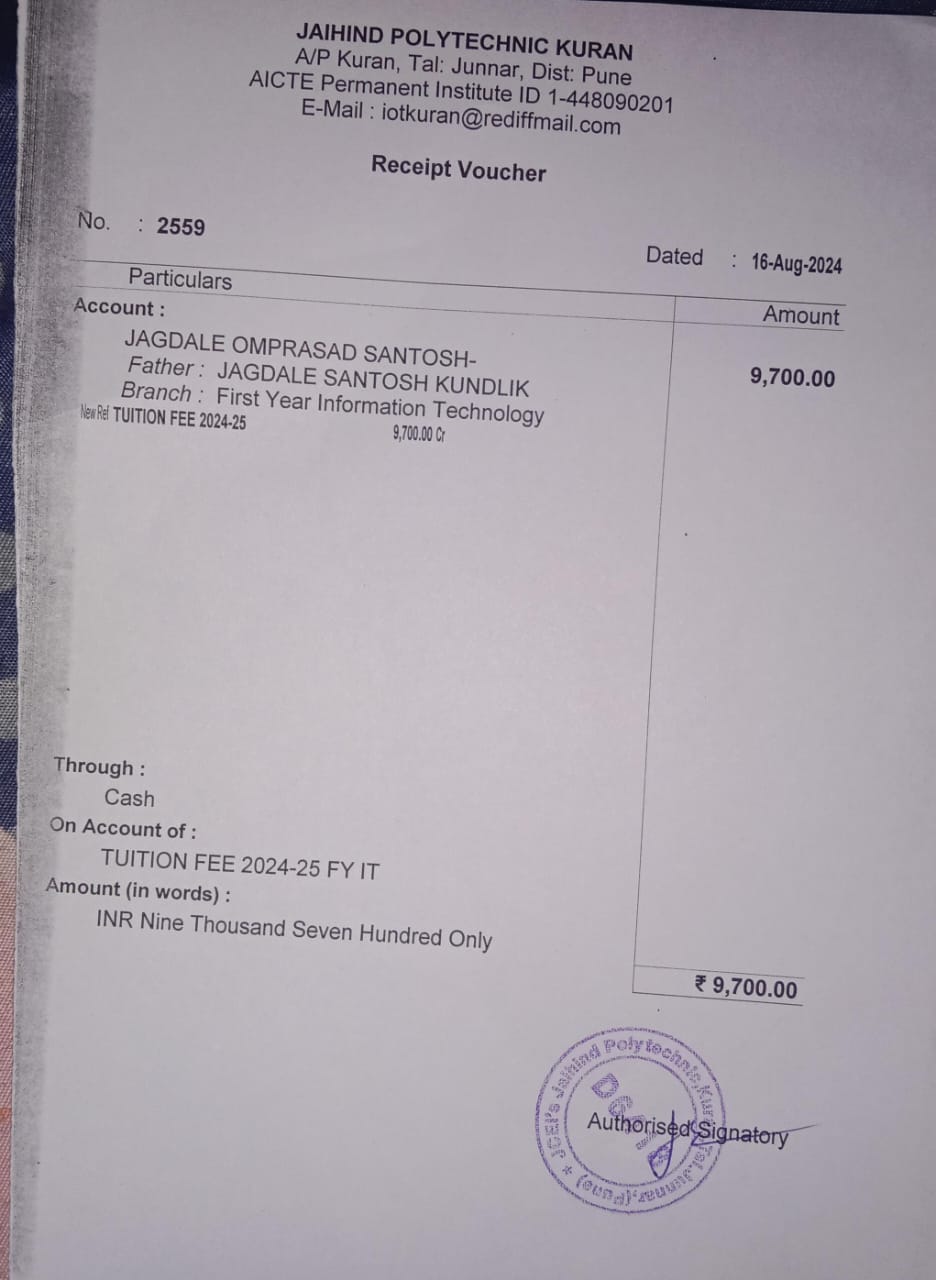 JAIHIND POLYTECHNIC KURAN
A/P Kuran, Tal: Junnar, Dist: Pune
AICTE Permanent Institute ID 1-448090201
E-Mail : iotkuran@rediffmail.com
Receipt Voucher
No. : 2559
Dated : 16-Aug-2024
Particulars
Amount
Account :
JAGDALE OMPRASAD SANTOSH-
9,700.00
Father : JAGDALE SANTOSH KUNDLIK
Branch : First Year Information Technology
New Ref TUITION FEE 2024-25 9,700.00 Cr
Through :
Cash
On Account of :
TUITION FEE 2024-25 FY IT
Amount (in words) :
INR Nine Thousand Seven Hundred Only
₹ 9,700.00
Jaihind Polytechnic, Tal.Junnar,(Pune)
Authorised Signatory